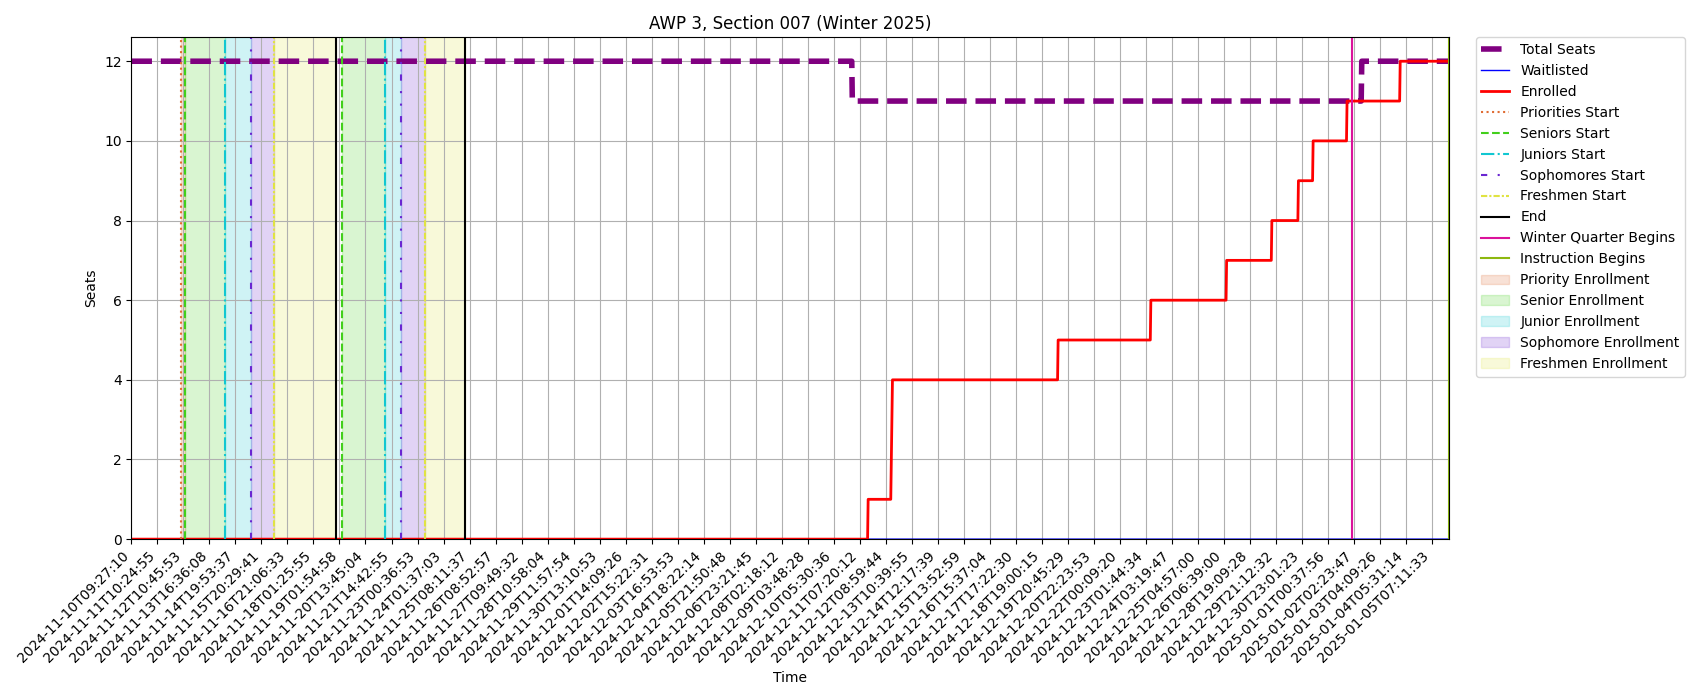 AWP 3, Section 007 (Winter 2025)
Seats
12
10
8
6
4
2
0
2024-11-10T09:27:10
2024-11-11T10:24:55
2024-11-12T10:45:53
2024-11-13T16:36:08
2024-11-14T19:53:37
2024-11-15T20:29:41
2024-11-16T21:06:33
2024-11-18T01:25:55
2024-11-19T01:54:58
2024-11-20T13:45:04
2024-11-21T14:42:55
2024-11-23T00:36:53
2024-11-24T01:37:03
2024-11-25T08:11:37
2024-11-26T08:52:57
2024-11-27T09:49:32
2024-11-28T10:58:04
2024-11-29T11:57:54
2024-11-30T13:10:53
2024-12-01T14:09:26
2024-12-02T15:22:31
2024-12-03T16:53:53
2024-12-04T18:22:14
2024-12-05T21:50:48
2024-12-06T23:21:45
2024-12-08T02:18:12
2024-12-09T03:48:28
2024-12-10T05:30:36
2024-12-11T07:20:12
2024-12-12T08:59:44
2024-12-13T10:39:55
2024-12-14T12:17:39
2024-12-15T13:52:59
2024-12-16T15:37:04
2024-12-17T17:22:30
2024-12-18T19:00:15
2024-12-19T20:45:29
2024-12-20T22:23:53
2024-12-22T00:09:20
2024-12-23T01:44:34
2024-12-24T03:19:47
2024-12-25T04:57:00
2024-12-26T06:39:00
2024-12-28T19:09:28
2024-12-29T21:12:32
2024-12-30T23:01:23
2025-01-01T00:37:56
2025-01-02T02:23:47
2025-01-03T04:09:26
2025-01-04T05:31:14
2025-01-05T07:11:33
Time
Total Seats
Waitlisted
Enrolled
Priorities Start
Seniors Start
Juniors Start
Sophomores Start
Freshmen Start
End
Winter Quarter Begins
Instruction Begins
Priority Enrollment
Senior Enrollment
Junior Enrollment
Sophomore Enrollment
Freshmen Enrollment